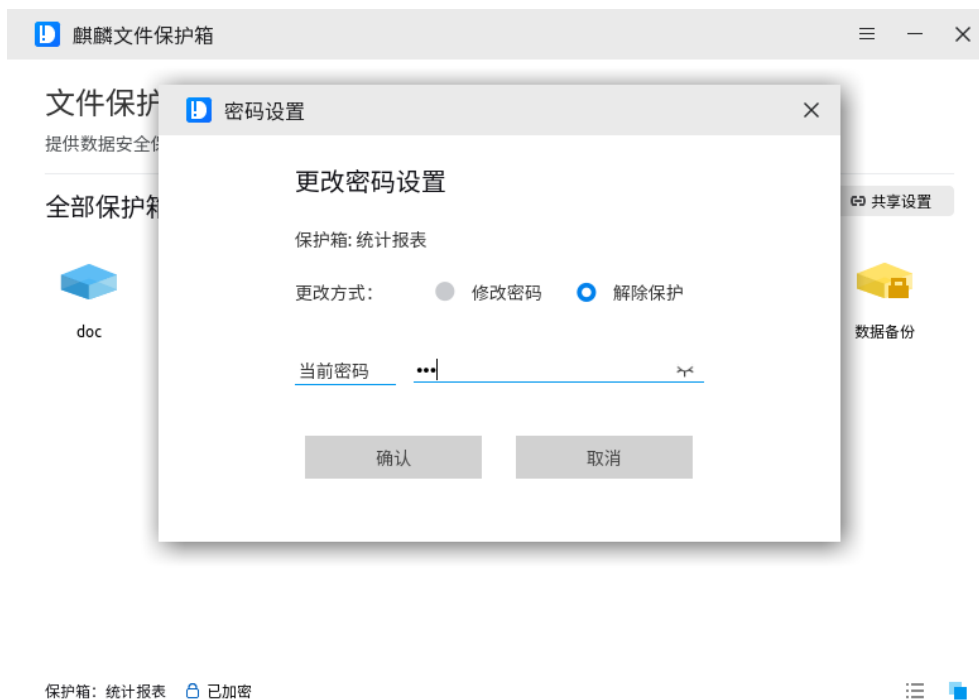 麒麟文件保护箱
文件保护
提供数据安全保
密码设置
更改密码设置
全部保护箱
共享设置
保护箱: 统计报表
更改方式:
修改密码
解除保护
doc
数据备份
当前密码
•••
确认
取消
保护箱: 统计报表
已加密